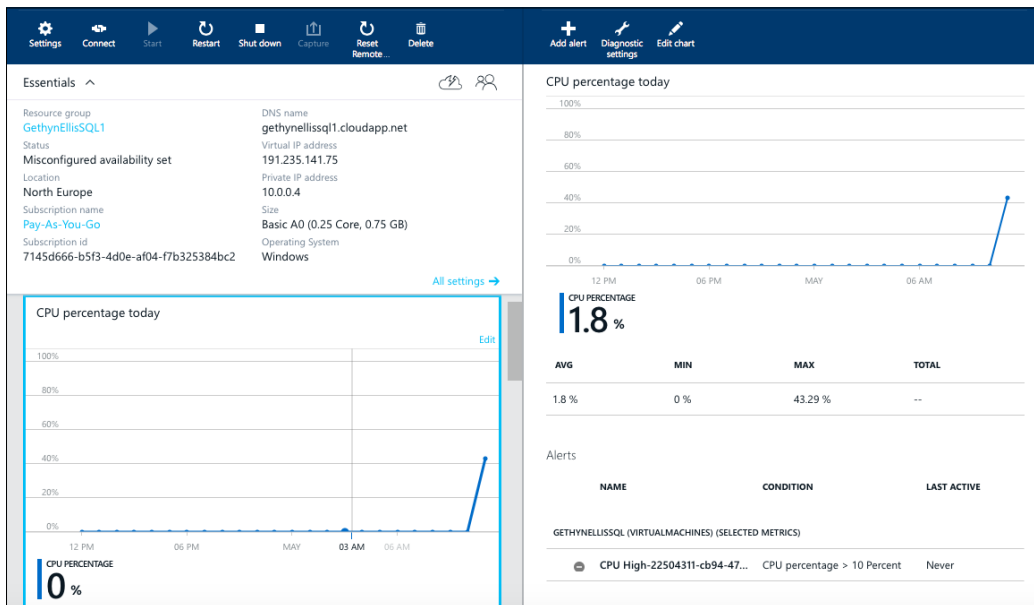 Settings Connect Start Restart Shut down Capture Reset Remote... Delete
Essentials
Resource group
GethynEllisSQL1
Status
Misconfigured availability set
Location
North Europe
Subscription name
Pay-As-You-Go
Subscription id
7145d666-b5f3-4d0e-af04-f7b325384bc2
DNS name
gethynellissql1.cloudapp.net
Virtual IP address
191.235.141.75
Private IP address
10.0.0.4
Size
Basic A0 (0.25 Core, 0.75 GB)
Operating System
Windows
All settings
CPU percentage today
Edit
100%
80%
60%
40%
20%
0%
12 PM 06 PM MAY 03 AM 06 AM
CPU PERCENTAGE
0 %
Add alert Diagnostic settings Edit chart
CPU percentage today
100%
80%
60%
40%
20%
0%
12 PM 06 PM MAY 06 AM
CPU PERCENTAGE
1.8 %
AVG MIN MAX TOTAL
1.8 % 0 % 43.29 % --
Alerts
NAME CONDITION LAST ACTIVE
GETHYNELLISSQL (VIRTUALMACHINES) (SELECTED METRICS)
CPU High-22504311-cb94-47... CPU percentage > 10 Percent Never